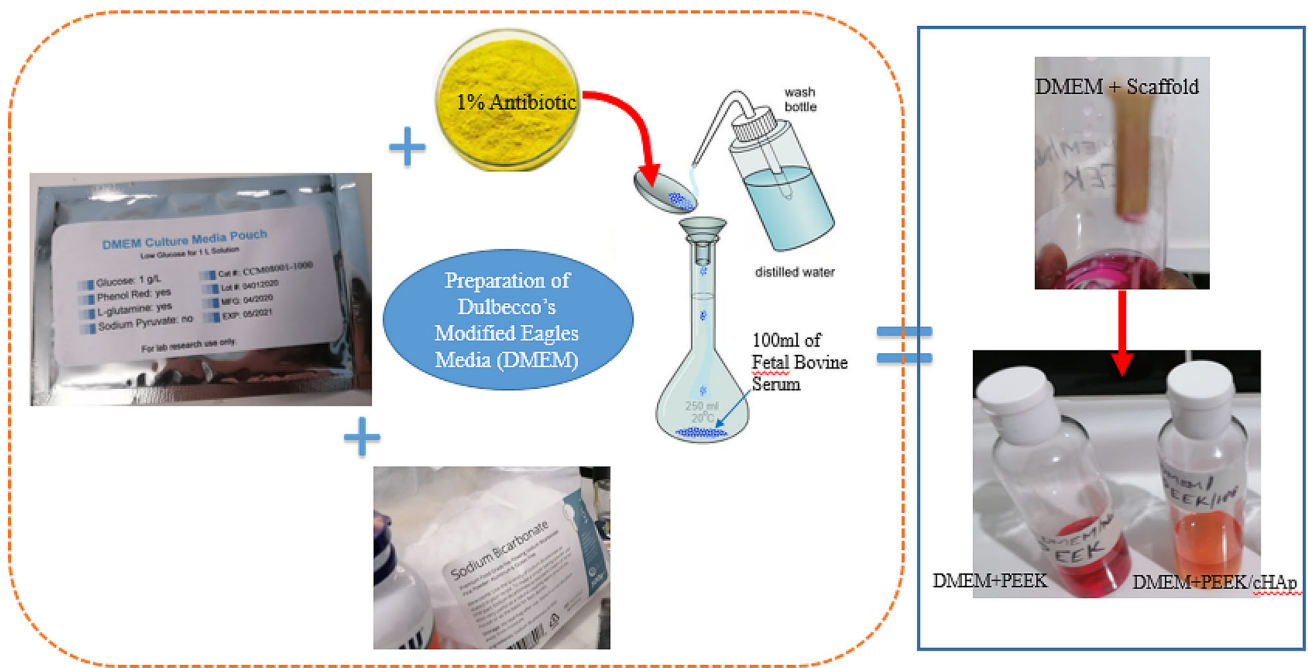 1% Antibiotic
wash
bottle
DMEM Culture Media Pouch
Low Glucose for 1 L Solution
Glucose: 1 g/L
Phenol Red: yes
L-glutamine: yes
Sodium Pyruvate: no
Cat #: CCM08001-1000
Lot #: 04012020
MFG: 04/2020
EXP: 05/2021
For lab research use only.
Preparation of
Dulbecco's
Modified Eagles
Media (DMEM)
distilled water
100ml of
Fetal Bovine
Serum
250 ml
20°C
Sodium Bicarbonate
DMEM + Scaffold
PEEK
DMEM/
PEEK/
DMEM+PEEK
DMEM+PEEK/cHAp